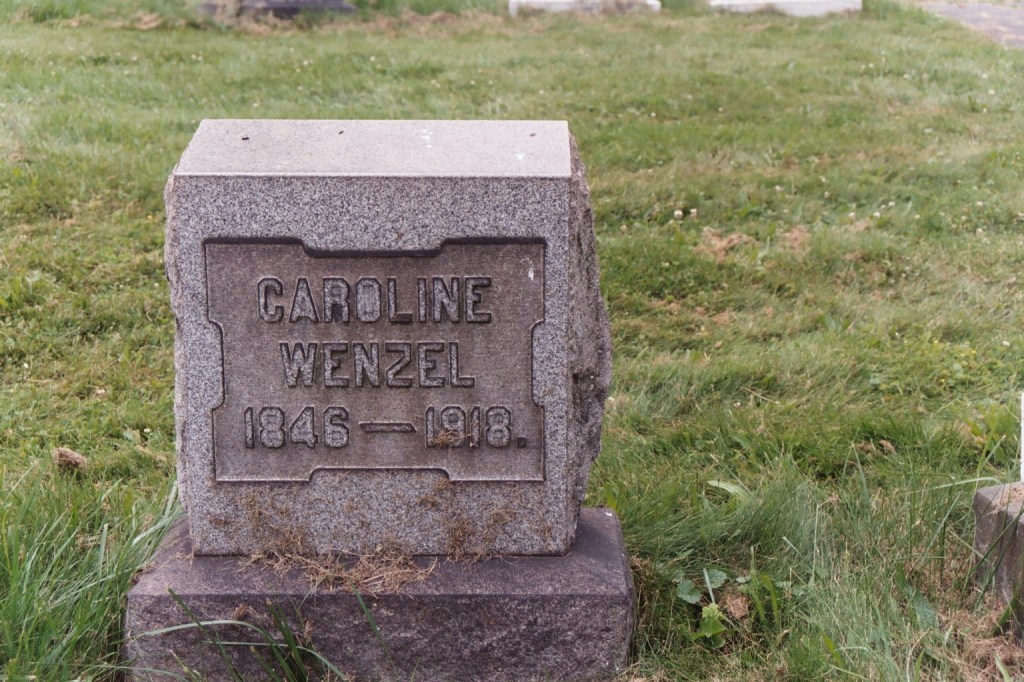 CAROLINE
WENZEL
1846 — 1918.